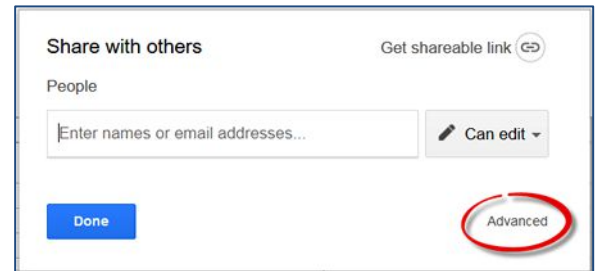 Share with others
Get shareable link
People
Enter names or email addresses...
Can edit
Done
Advanced